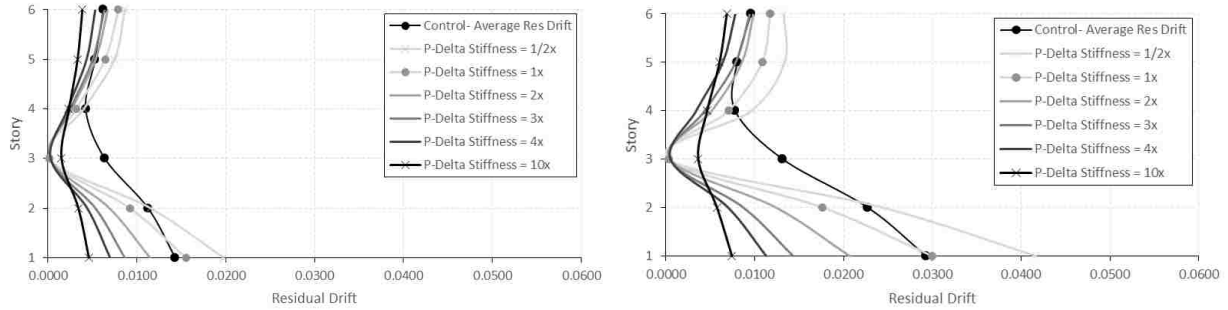 6
5
4
3
2
1
Story
0.0000
0.0100
0.0200
0.0300
0.0400
0.0500
0.0600
Residual Drift
Control- Average Res Drift
P-Delta Stiffness = 1/2x
P-Delta Stiffness = 1x
P-Delta Stiffness = 2x
P-Delta Stiffness = 3x
P-Delta Stiffness = 4x
P-Delta Stiffness = 10x
6
5
4
3
2
1
Story
0.0000
0.0100
0.0200
0.0300
0.0400
0.0500
0.0600
Residual Drift
Control- Average Res Drift
P-Delta Stiffness = 1/2x
P-Delta Stiffness = 1x
P-Delta Stiffness = 2x
P-Delta Stiffness = 3x
P-Delta Stiffness = 4x
P-Delta Stiffness = 10x